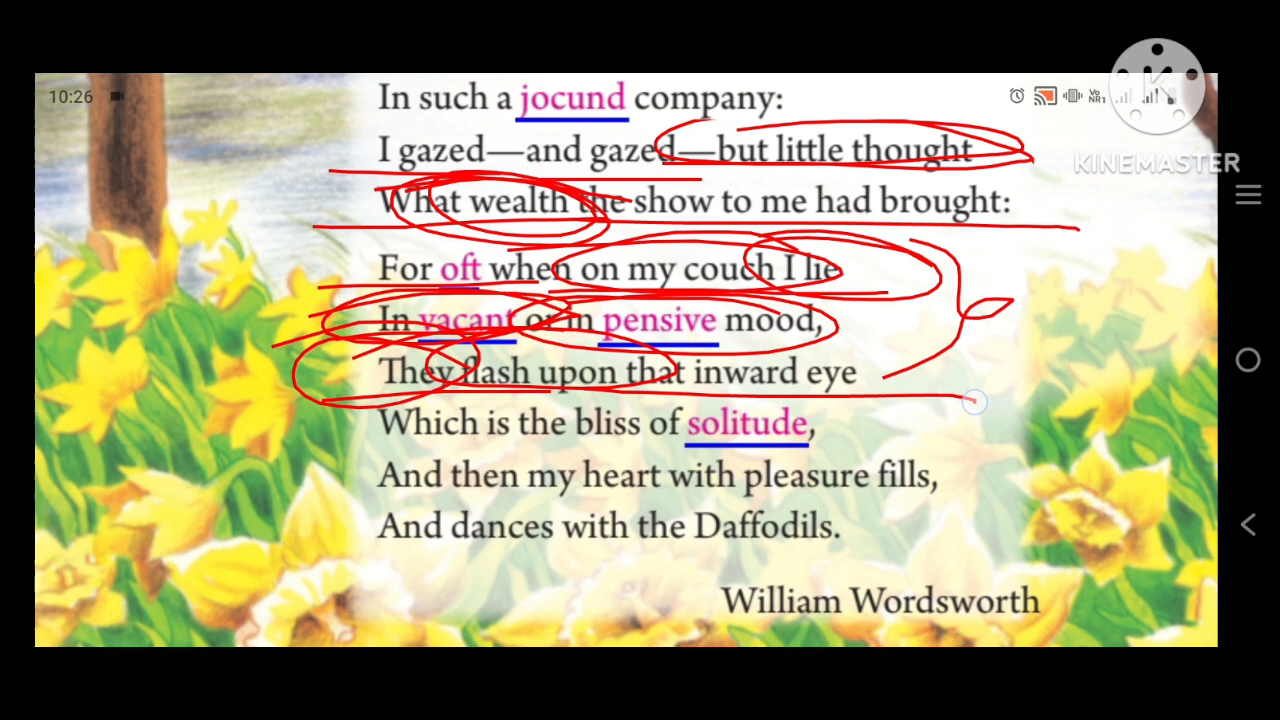 In such a jocund company:
10:26
Vo
NR1
I gazed—and gazed—but little thought
KINEMASTER
What wealth the show to me had brought:
For oft when on my couch I lie
In vacant or in pensive mood,
They flash upon that inward eye
Which is the bliss of solitude,
And then my heart with pleasure fills,
And dances with the Daffodils.
William Wordsworth